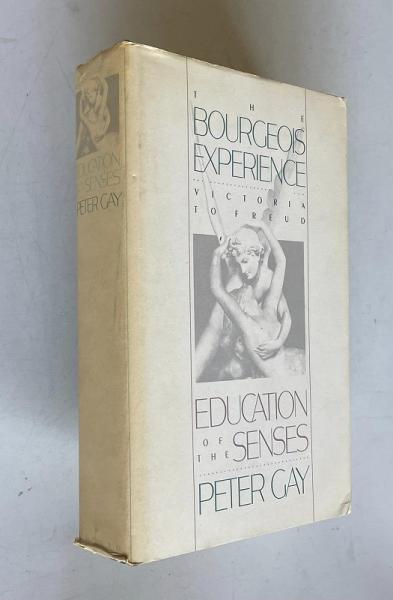 EDUCATION
OF THE SENSES
PETER GAY
THE
BOURGEOIS
EXPERIENCE
VICTORIA
TO FREUD
EDUCATION
OF
THE SENSES
PETER GAY